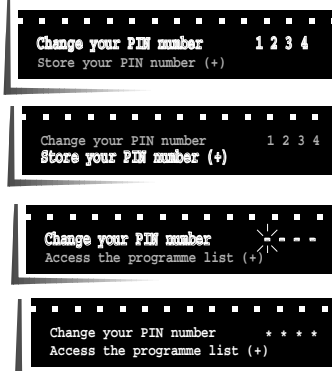 Change your PIN number 1 2 3 4
Store your PIN number (+)
Change your PIN number 1 2 3 4
Store your PIN number (+)
Change your PIN number - - - -
Access the programme list (+)
Change your PIN number * * * *
Access the programme list (+)